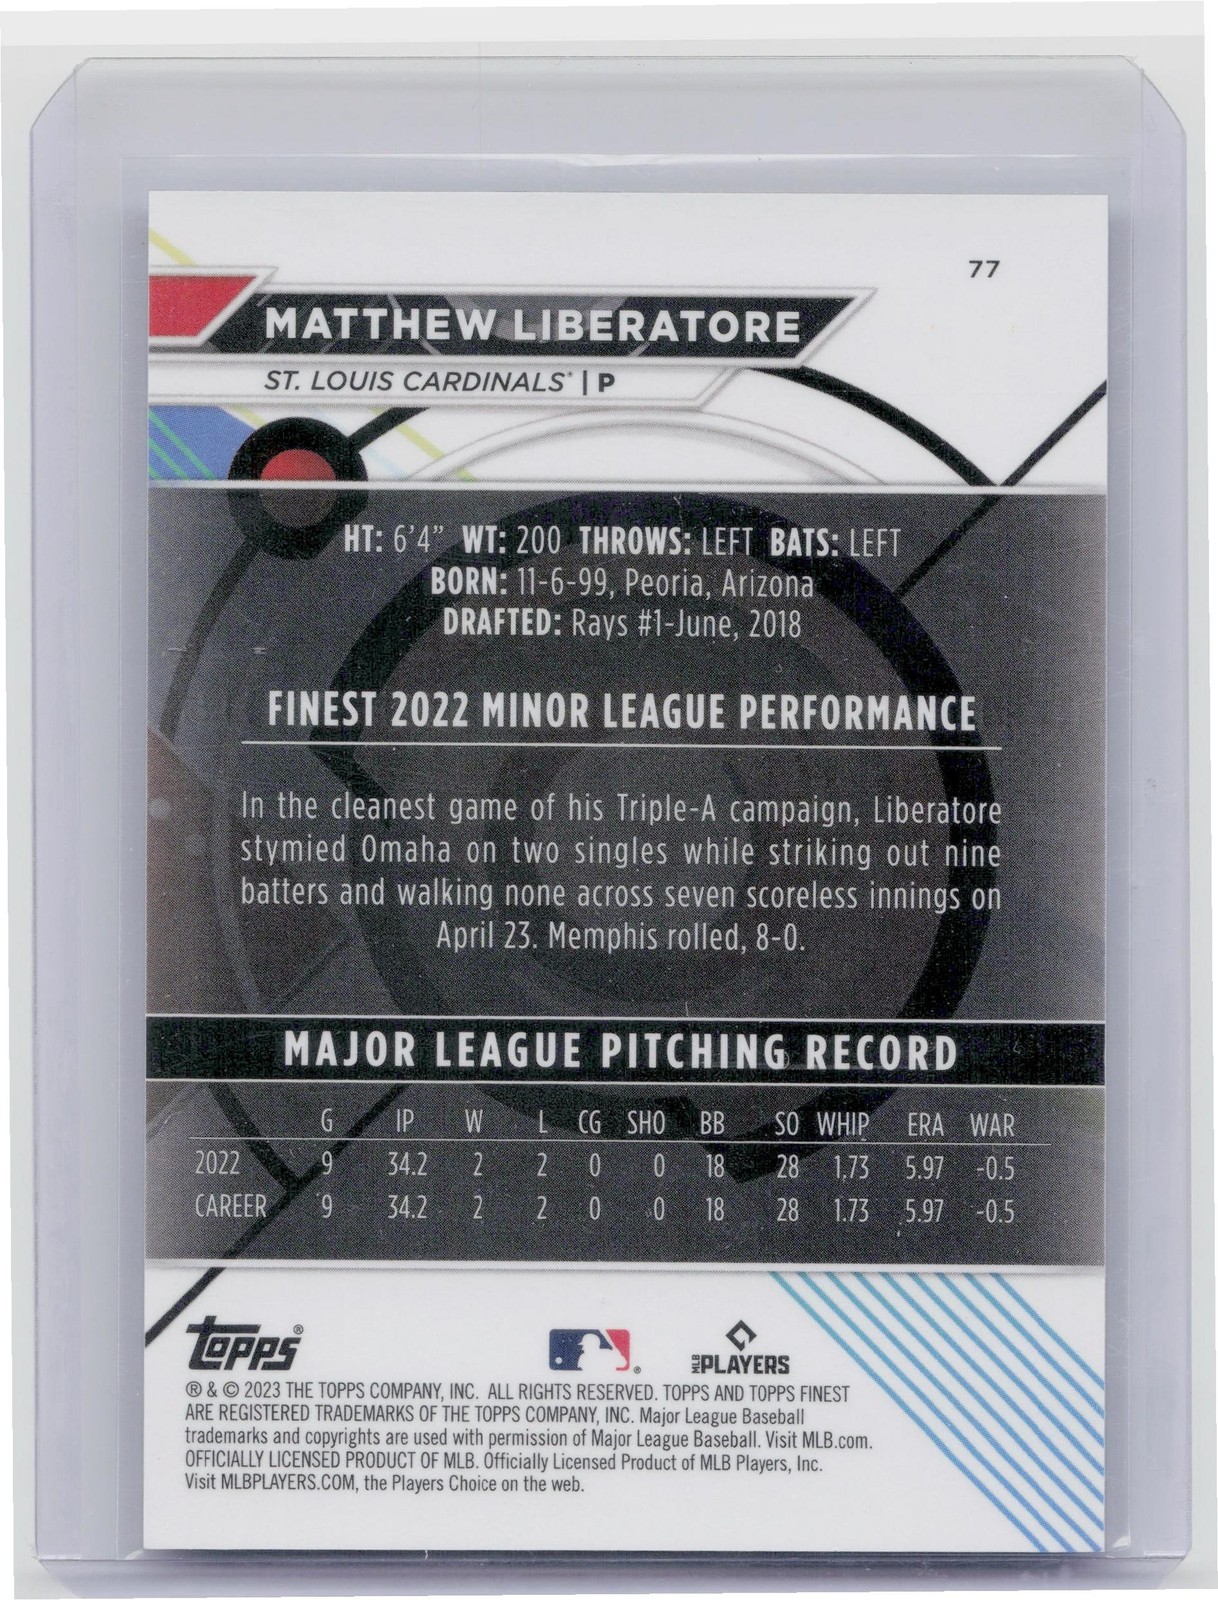 77
MATTHEW LIBERATORE
ST. LOUIS CARDINALS® | P
HT: 6'4" WT: 200 THROWS: LEFT BATS: LEFT
BORN: 11-6-99, Peoria, Arizona
DRAFTED: Rays #1-June, 2018
FINEST 2022 MINOR LEAGUE PERFORMANCE
In the cleanest game of his Triple-A campaign, Liberatore
stymied Omaha on two singles while striking out nine
batters and walking none across seven scoreless innings on
April 23. Memphis rolled, 8-0.
MAJOR LEAGUE PITCHING RECORD
G IP W L CG SHO BB SO WHIP ERA WAR
2022 9 34.2 2 2 0 0 18 28 1.73 5.97 -0.5
CAREER 9 34.2 2 2 0 0 18 28 1.73 5.97 -0.5
topps® ® MLB PLAYERS
® & © 2023 THE TOPPS COMPANY, INC. ALL RIGHTS RESERVED. TOPPS AND TOPPS FINEST
ARE REGISTERED TRADEMARKS OF THE TOPPS COMPANY, INC. Major League Baseball
trademarks and copyrights are used with permission of Major League Baseball. Visit MLB.com.
OFFICIALLY LICENSED PRODUCT OF MLB. Officially Licensed Product of MLB Players, Inc.
Visit MLBPLAYERS.COM, the Players Choice on the web.